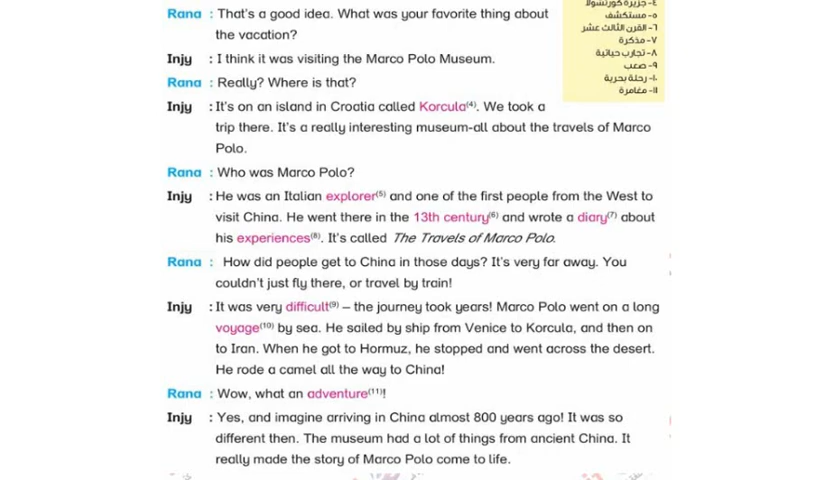 Rana : That's a good idea. What was your favorite thing about
the vacation?
Injy : I think it was visiting the Marco Polo Museum.
Rana : Really? Where is that?
Injy : It's on an island in Croatia called Korcula(4). We took a
trip there. It's a really interesting museum-all about the travels of Marco
Polo.
Rana : Who was Marco Polo?
Injy : He was an Italian explorer(5) and one of the first people from the West to
visit China. He went there in the 13th century(6) and wrote a diary(7) about
his experiences(8). It's called The Travels of Marco Polo.
Rana : How did people get to China in those days? It's very far away. You
couldn't just fly there, or travel by train!
Injy : It was very difficult(9) – the journey took years! Marco Polo went on a long
voyage(10) by sea. He sailed by ship from Venice to Korcula, and then on
to Iran. When he got to Hormuz, he stopped and went across the desert.
He rode a camel all the way to China!
Rana : Wow, what an adventure(11)!
Injy : Yes, and imagine arriving in China almost 800 years ago! It was so
different then. The museum had a lot of things from ancient China. It
really made the story of Marco Polo come to life.
٤- جزيرة كورتشولا
٥- مستكشف
٦- القرن الثالث عشر
٧- مذكرة
٨- تجارب حياتية
٩- صعب
١٠- رحلة بحرية
١١- مغامرة